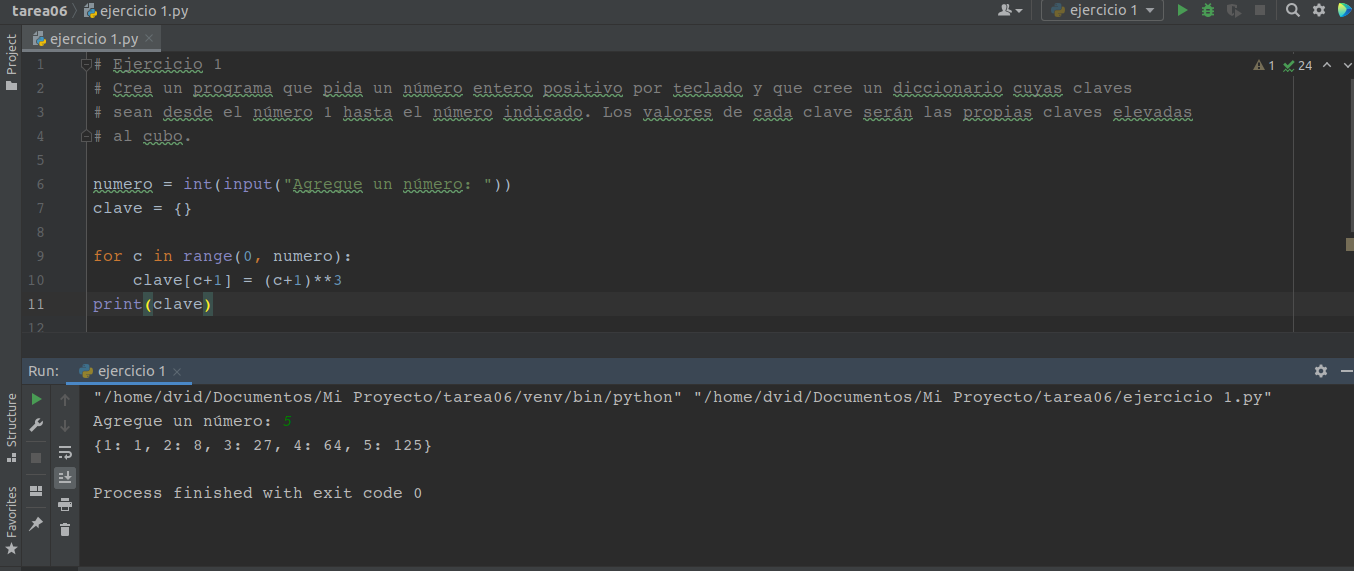 tarea06 ejercicio 1.py ejercicio 1
ejercicio 1.py
Project
1 # Ejercicio 1
2 # Crea un programa que pida un número entero positivo por teclado y que cree un diccionario cuyas claves
3 # sean desde el número 1 hasta el número indicado. Los valores de cada clave serán las propias claves elevadas
4 # al cubo.
5
6 numero = int(input("Agregue un número: "))
7 clave = {}
8
9 for c in range(0, numero):
10 clave[c+1] = (c+1)**3
11 print(clave)
12
1 24
Run: ejercicio 1
"/home/dvid/Documentos/Mi Proyecto/tarea06/venv/bin/python" "/home/dvid/Documentos/Mi Proyecto/tarea06/ejercicio 1.py"
Agregue un número: 5
{1: 1, 2: 8, 3: 27, 4: 64, 5: 125}
Process finished with exit code 0
Structure
Favorites